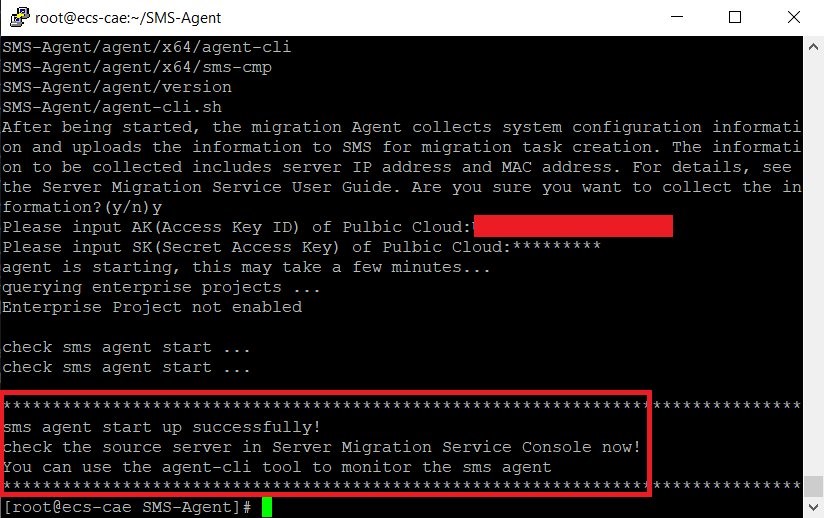 root@ecs-cae:~/SMS-Agent
SMS-Agent/agent/x64/agent-cli
SMS-Agent/agent/x64/sms-cmp
SMS-Agent/agent/version
SMS-Agent/agent-cli.sh
After being started, the migration Agent collects system configuration informati
on and uploads the information to SMS for migration task creation. The informati
on to be collected includes server IP address and MAC address. For details, see
the Server Migration Service User Guide. Are you sure you want to collect the in
formation?(y/n)y
Please input AK(Access Key ID) of Pulbic Cloud:
Please input SK(Secret Access Key) of Pulbic Cloud:*********
agent is starting, this may take a few minutes...
querying enterprise projects ...
Enterprise Project not enabled
check sms agent start ...
check sms agent start ...
********************************************************************************
sms agent start up successfully!
check the source server in Server Migration Service Console now!
You can use the agent-cli tool to monitor the sms agent
********************************************************************************
[root@ecs-cae SMS-Agent]#